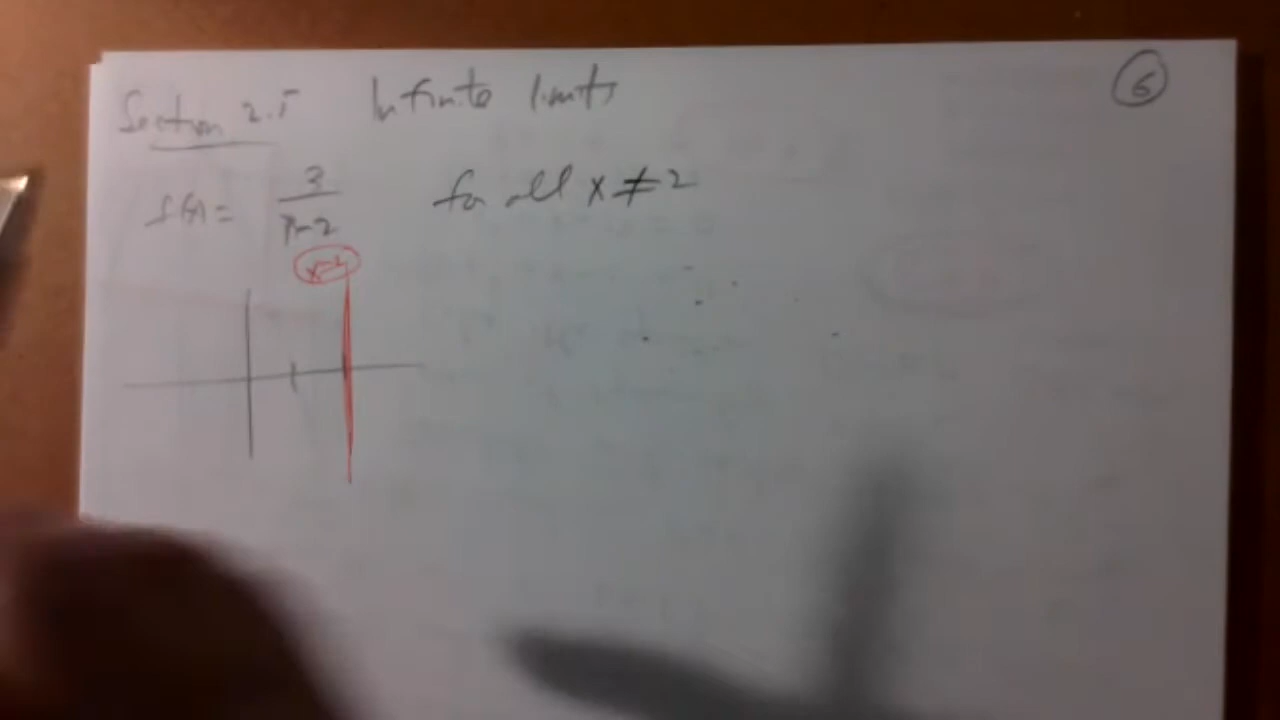 Section 2.5 Infinite limits
6
f(x) = 3/(x-2) for all x ≠ 2
x=2